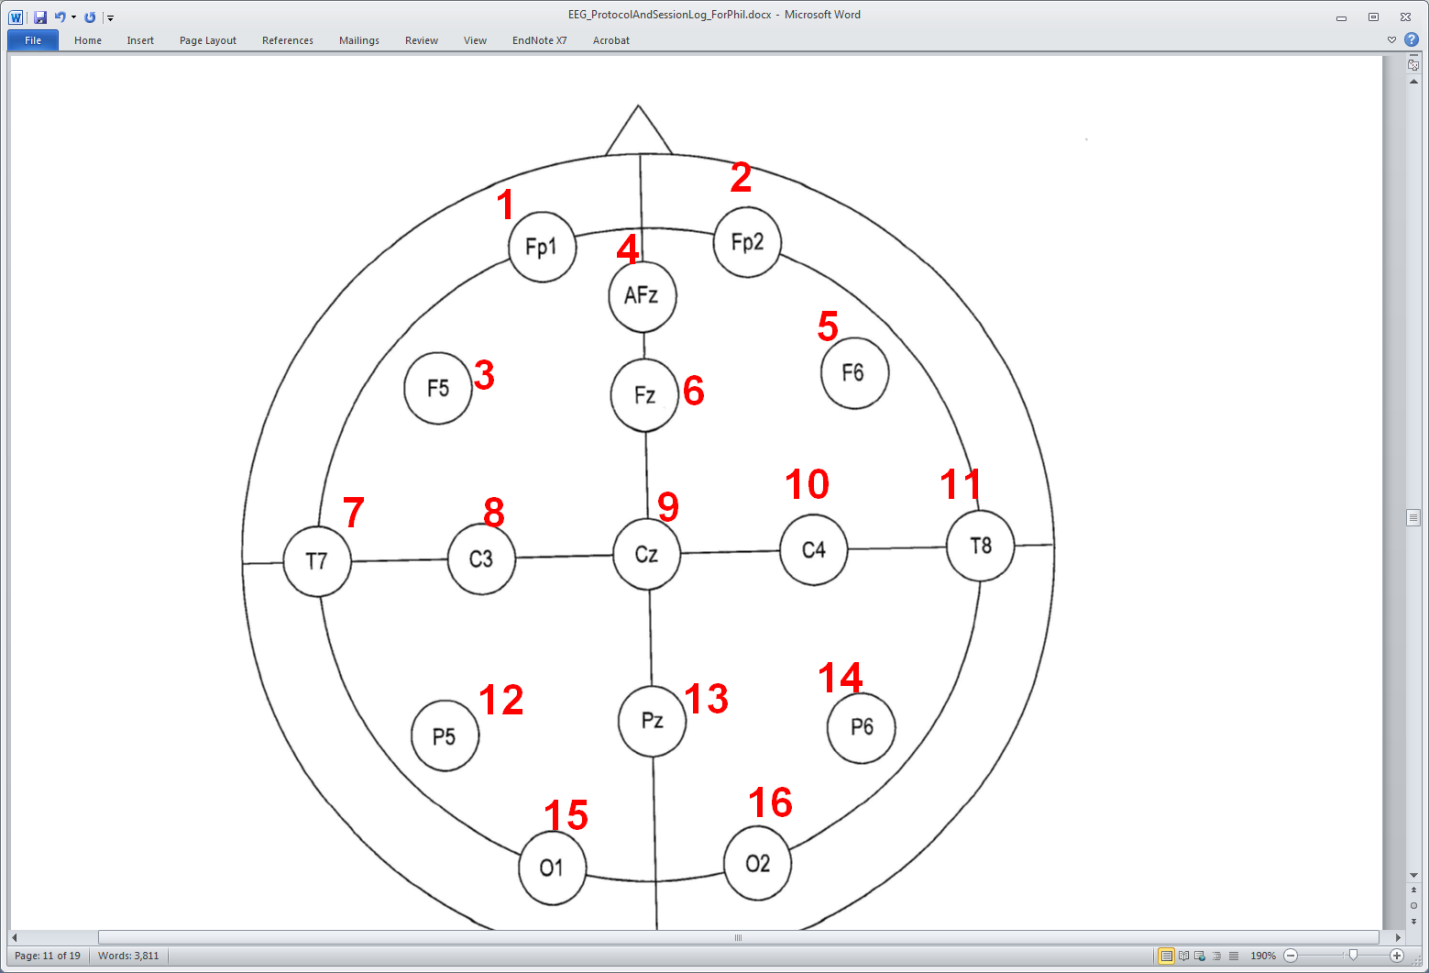 EEG_ProtocolAndSessionLog_ForPhil.docx - Microsoft Word
File Home Insert Page Layout References Mailings Review View EndNote X7 Acrobat
1
2
Fp1
Fp2
4
AFz
5
F5
3
Fz
6
F6
7
8
9
10
11
T7
C3
Cz
C4
T8
12
13
14
P5
Pz
P6
15
16
O1
O2
Page: 11 of 19 Words: 3,811 190%